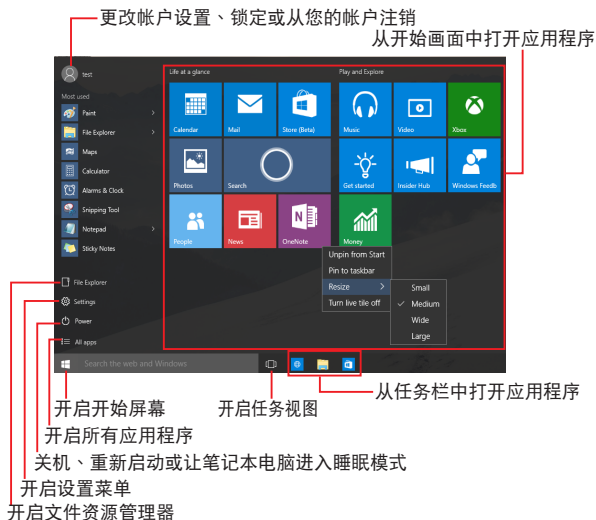 更改帐户设置、锁定或从您的帐户注销
从开始画面中打开应用程序
test
Life at a glance
Play and Explore
Most used
Paint
File Explorer
Maps
Calculator
Alarms & Clock
Snipping Tool
Notepad
Sticky Notes
File Explorer
Settings
Power
All apps
Calendar
Mail
Store (Beta)
Music
Video
Xbox
Photos
Search
Get started
Insider Hub
Windows Feedb
People
News
OneNote
Money
Unpin from Start
Pin to taskbar
Resize
Turn live tile off
Small
Medium
Wide
Large
Search the web and Windows
从任务栏中打开应用程序
开启开始屏幕
开启任务视图
开启所有应用程序
关机、重新启动或让笔记本电脑进入睡眠模式
开启设置菜单
开启文件资源管理器